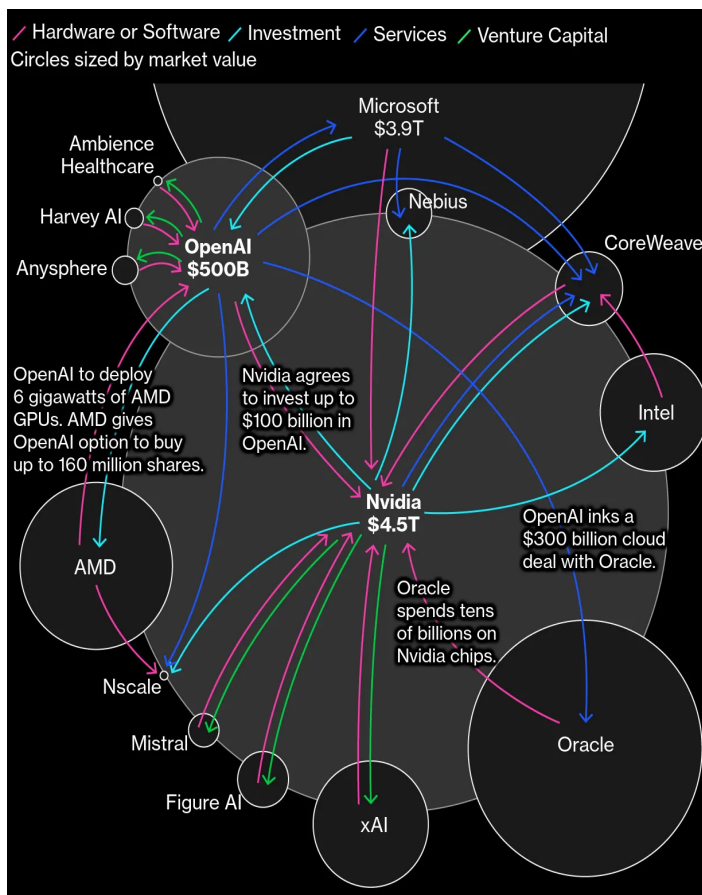 Hardware or Software / Investment / Services / Venture Capital
Circles sized by market value
Microsoft
$3.9T
Ambience
Healthcare
Harvey AI
Nebius
OpenAI
$500B
CoreWeave
Anysphere
OpenAI to deploy
6 gigawatts of AMD
GPUs. AMD gives
OpenAI option to buy
up to 160 million shares.
Nvidia agrees
to invest up to
$100 billion in
OpenAI.
Intel
Nvidia
$4.5T
OpenAI inks a
$300 billion cloud
deal with Oracle.
AMD
Oracle
spends tens
of billions on
Nvidia chips.
Nscale
Mistral
Oracle
Figure AI
xAI